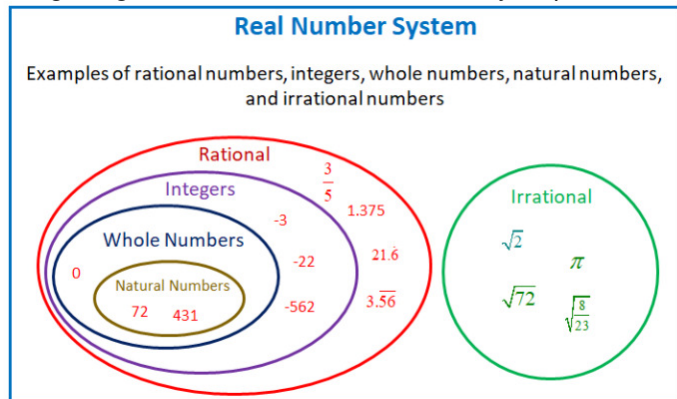 Real Number System
Examples of rational numbers, integers, whole numbers, natural numbers,
and irrational numbers
Rational
3/5
Integers
1.375
-3
Whole Numbers
0
-22
21.6̇
Natural Numbers
72 431
-562
3.5̅6̅
Irrational
√2
π
√72
√(8/23)